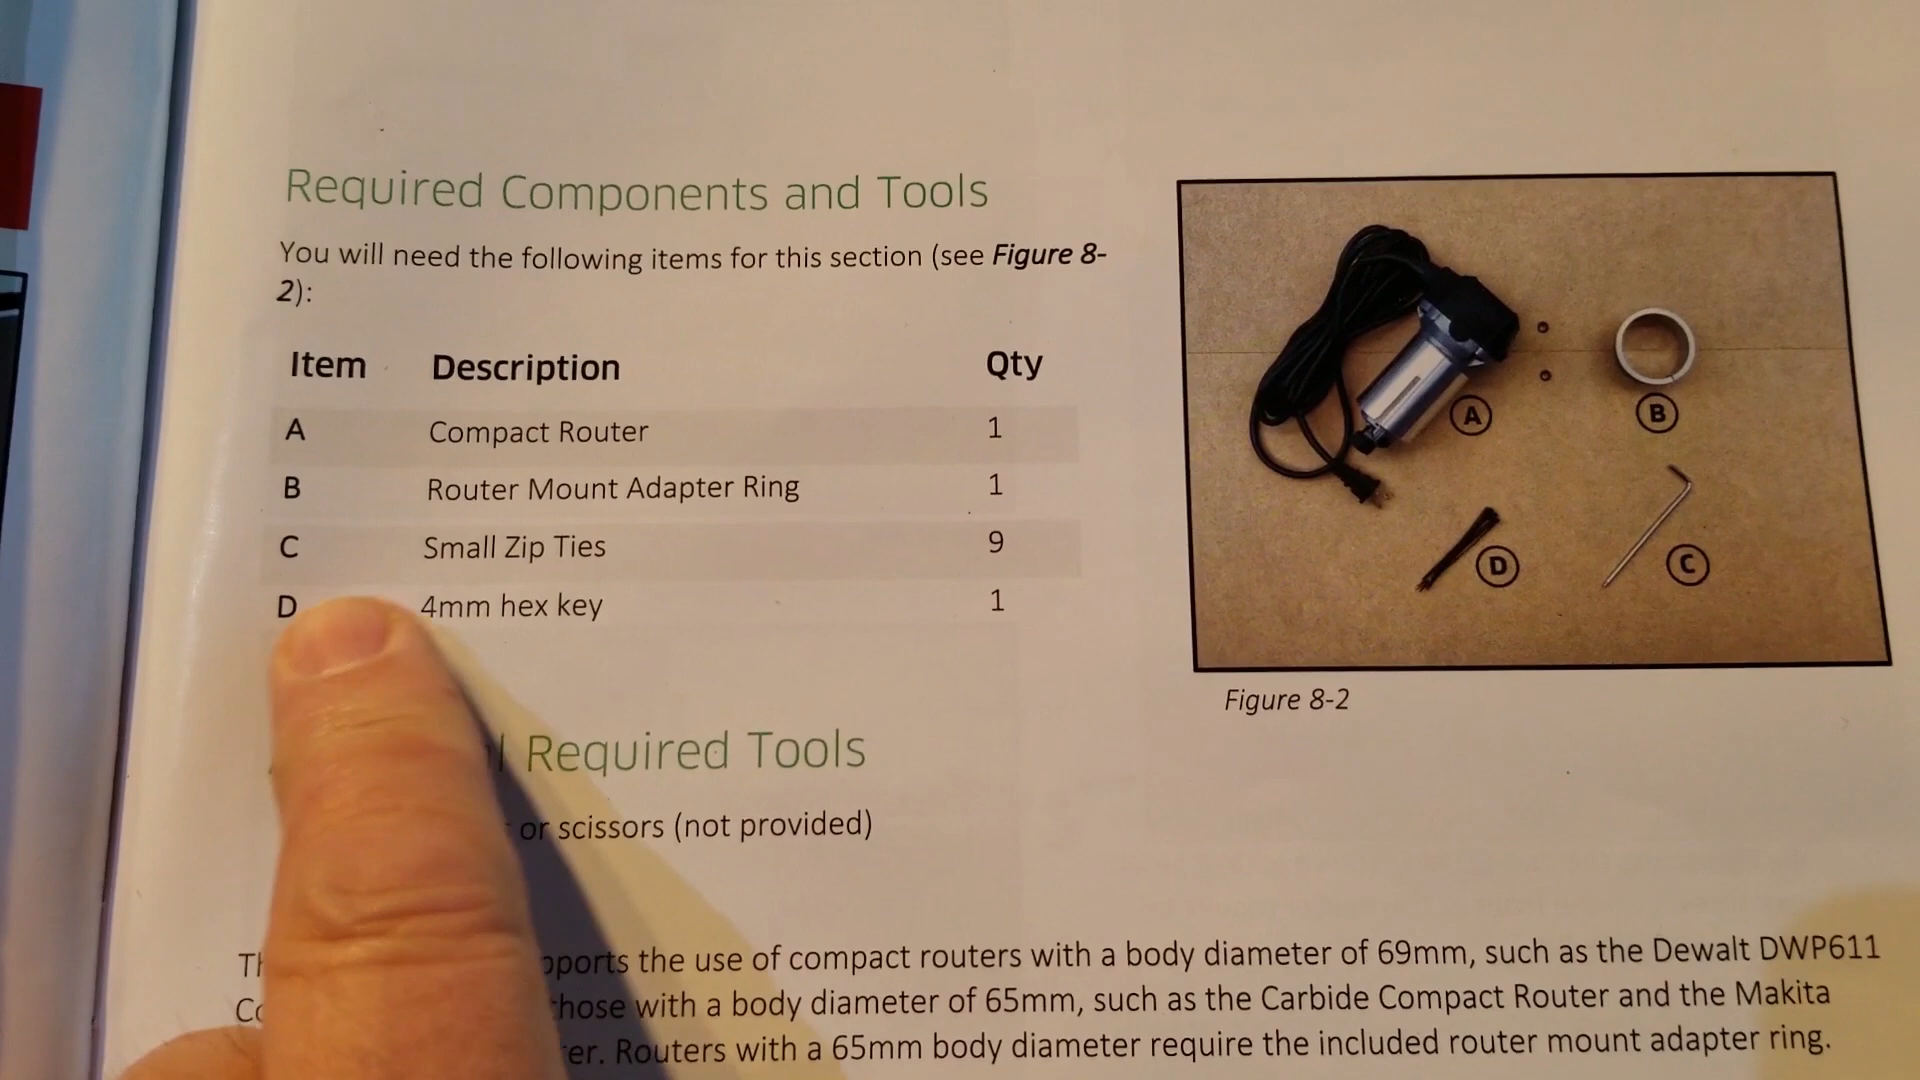 Required Components and Tools
You will need the following items for this section (see Figure 8-
2):
Item Description Qty
A Compact Router 1
B Router Mount Adapter Ring 1
C Small Zip Ties 9
D 4mm hex key 1
A
B
D
C
Figure 8-2
Required Tools
or scissors (not provided)
the use of compact routers with a body diameter of 69mm, such as the Dewalt DWP611
with a body diameter of 65mm, such as the Carbide Compact Router and the Makita
Routers with a 65mm body diameter require the included router mount adapter ring.